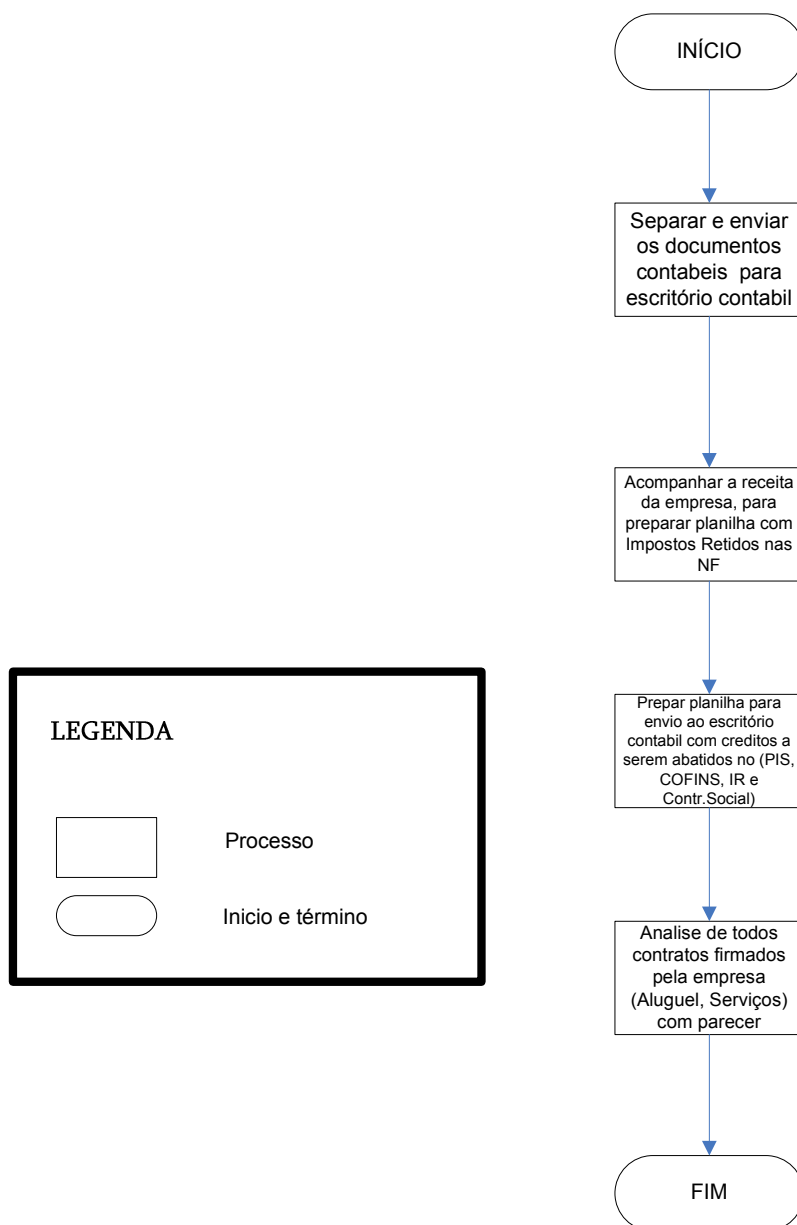 INÍCIO
Separar e enviar
os documentos
contabeis para
escritório contabil
Acompanhar a receita
da empresa, para
preparar planilha com
Impostos Retidos nas
NF
Prepar planilha para
envio ao escritório
contabil com creditos a
serem abatidos no (PIS,
COFINS, IR e
Contr.Social)
Analise de todos
contratos firmados
pela empresa
(Aluguel, Serviços)
com parecer
FIM
LEGENDA
Processo
Inicio e término